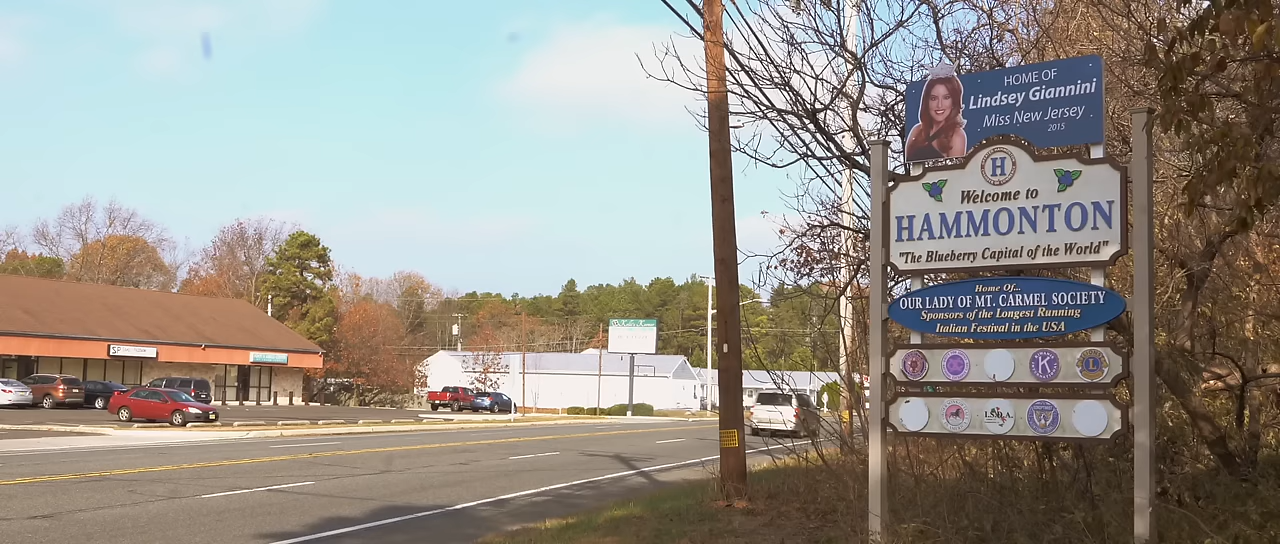 HOME OF
Lindsey Giannini
Miss New Jersey
2015
H
Welcome to
HAMMONTON
"The Blueberry Capital of the World"
Home Of...
OUR LADY OF MT. CARMEL SOCIETY
Sponsors of the Longest Running
Italian Festival in the USA
K
L